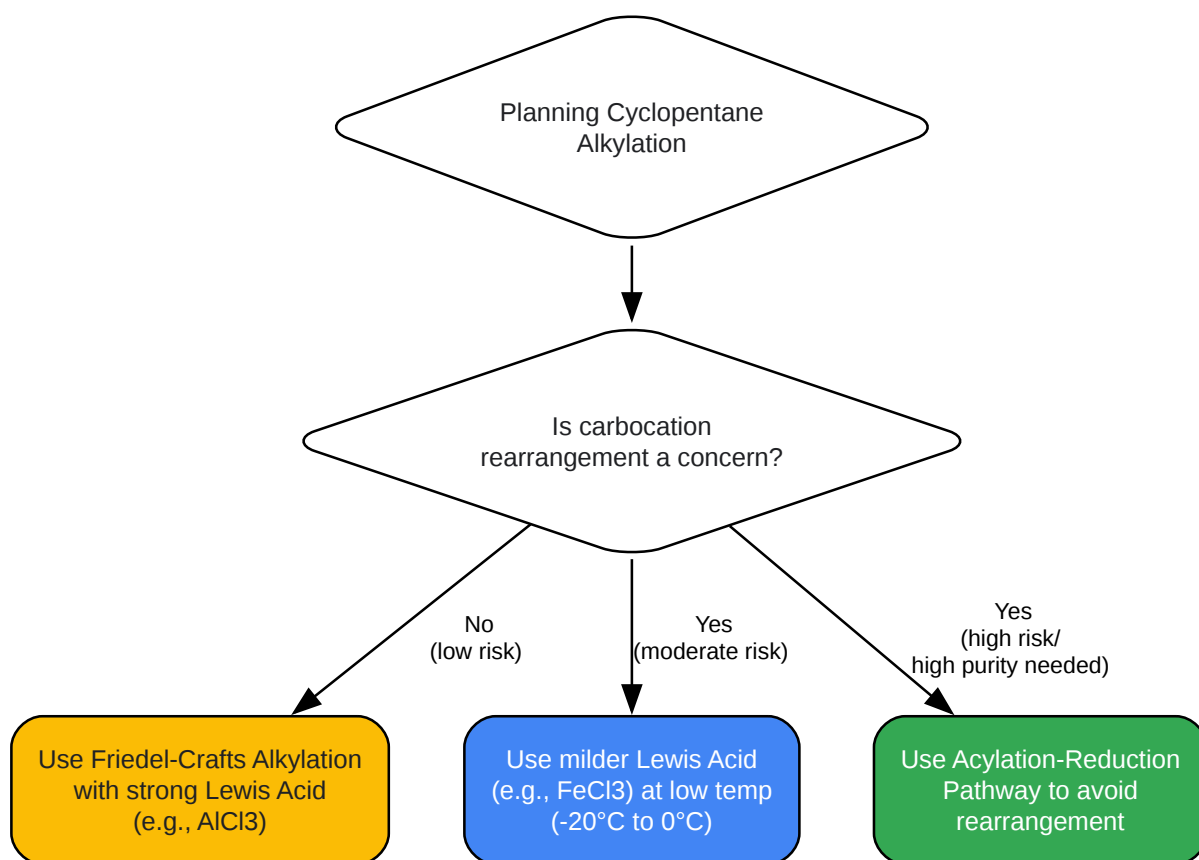 Planning Cyclopentane
Alkylation
Is carbocation
rearrangement a concern?
No
(low risk)
Yes
(moderate risk)
Yes
(high risk/
high purity needed)
Use Friedel-Crafts Alkylation
with strong Lewis Acid
(e.g., AlCl3)
Use milder Lewis Acid
(e.g., FeCl3) at low temp
(-20°C to 0°C)
Use Acylation-Reduction
Pathway to avoid
rearrangement